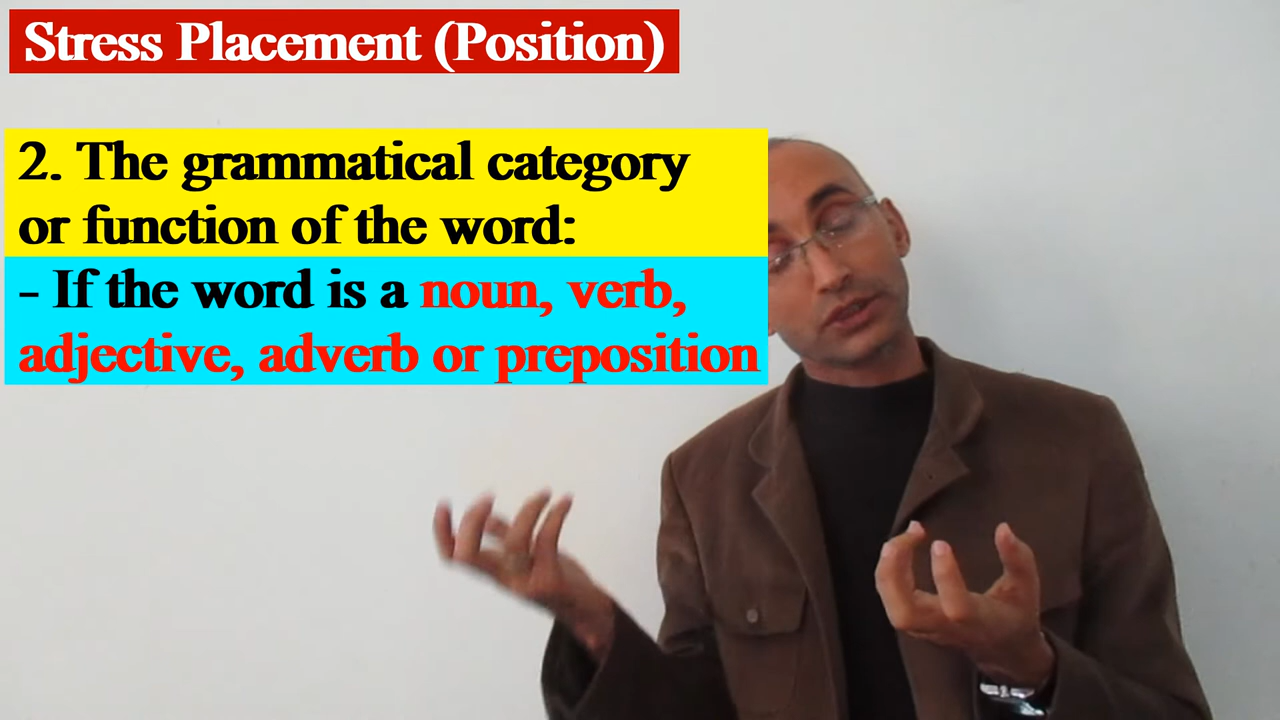 Stress Placement (Position)
2. The grammatical category
or function of the word:
- If the word is a noun, verb,
adjective, adverb or preposition